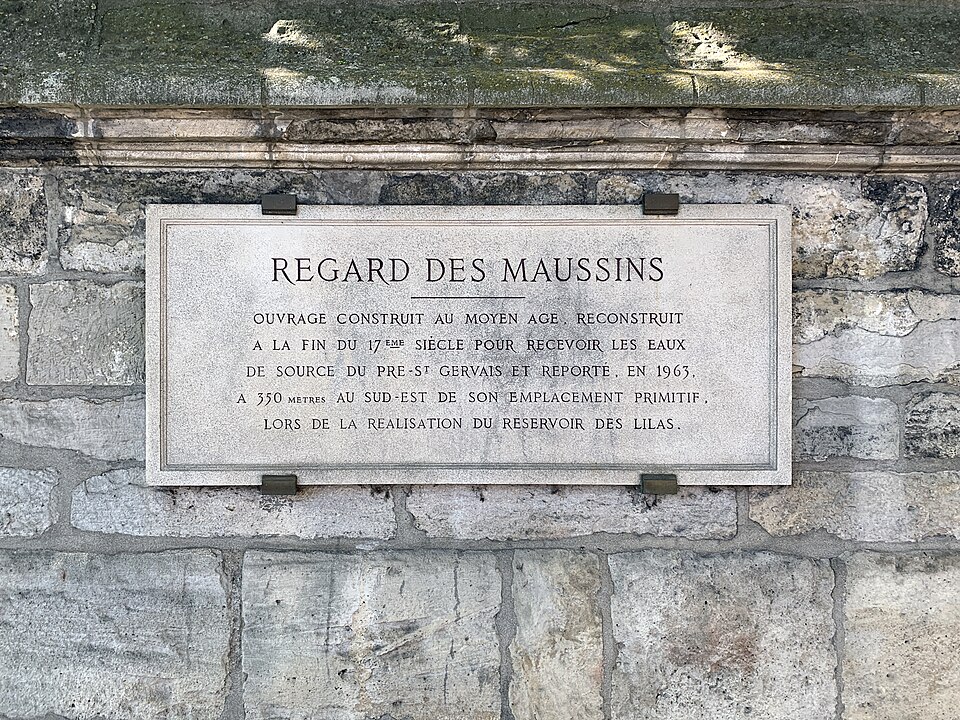 REGARD DES MAUSSINS
OUVRAGE CONSTRUIT AU MOYEN AGE, RECONSTRUIT
A LA FIN DU 17EME SIÈCLE POUR RECEVOIR LES EAUX
DE SOURCE DU PRE-ST GERVAIS ET REPORTÉ, EN 1963,
A 350 METRES AU SUD-EST DE SON EMPLACEMENT PRIMITIF,
LORS DE LA REALISATION DU RESERVOIR DES LILAS.